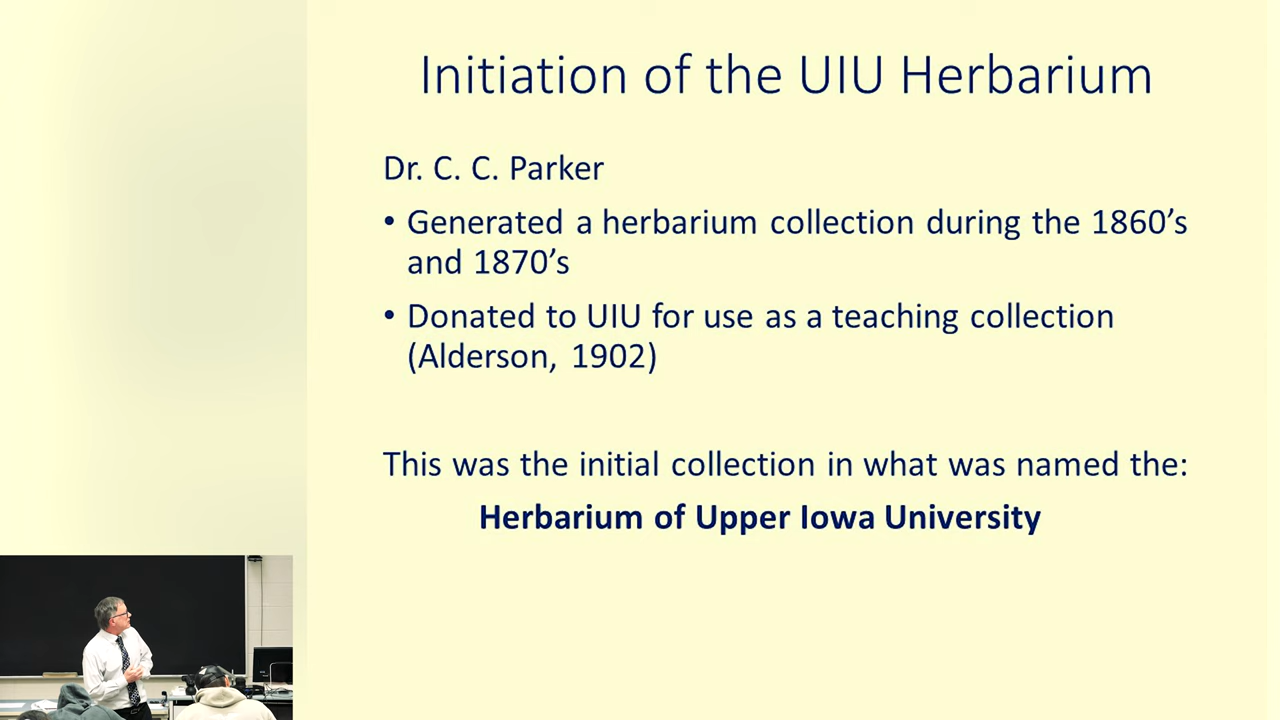 Initiation of the UIU Herbarium
Dr. C. C. Parker
• Generated a herbarium collection during the 1860’s
and 1870’s
• Donated to UIU for use as a teaching collection
(Alderson, 1902)
This was the initial collection in what was named the:
Herbarium of Upper Iowa University